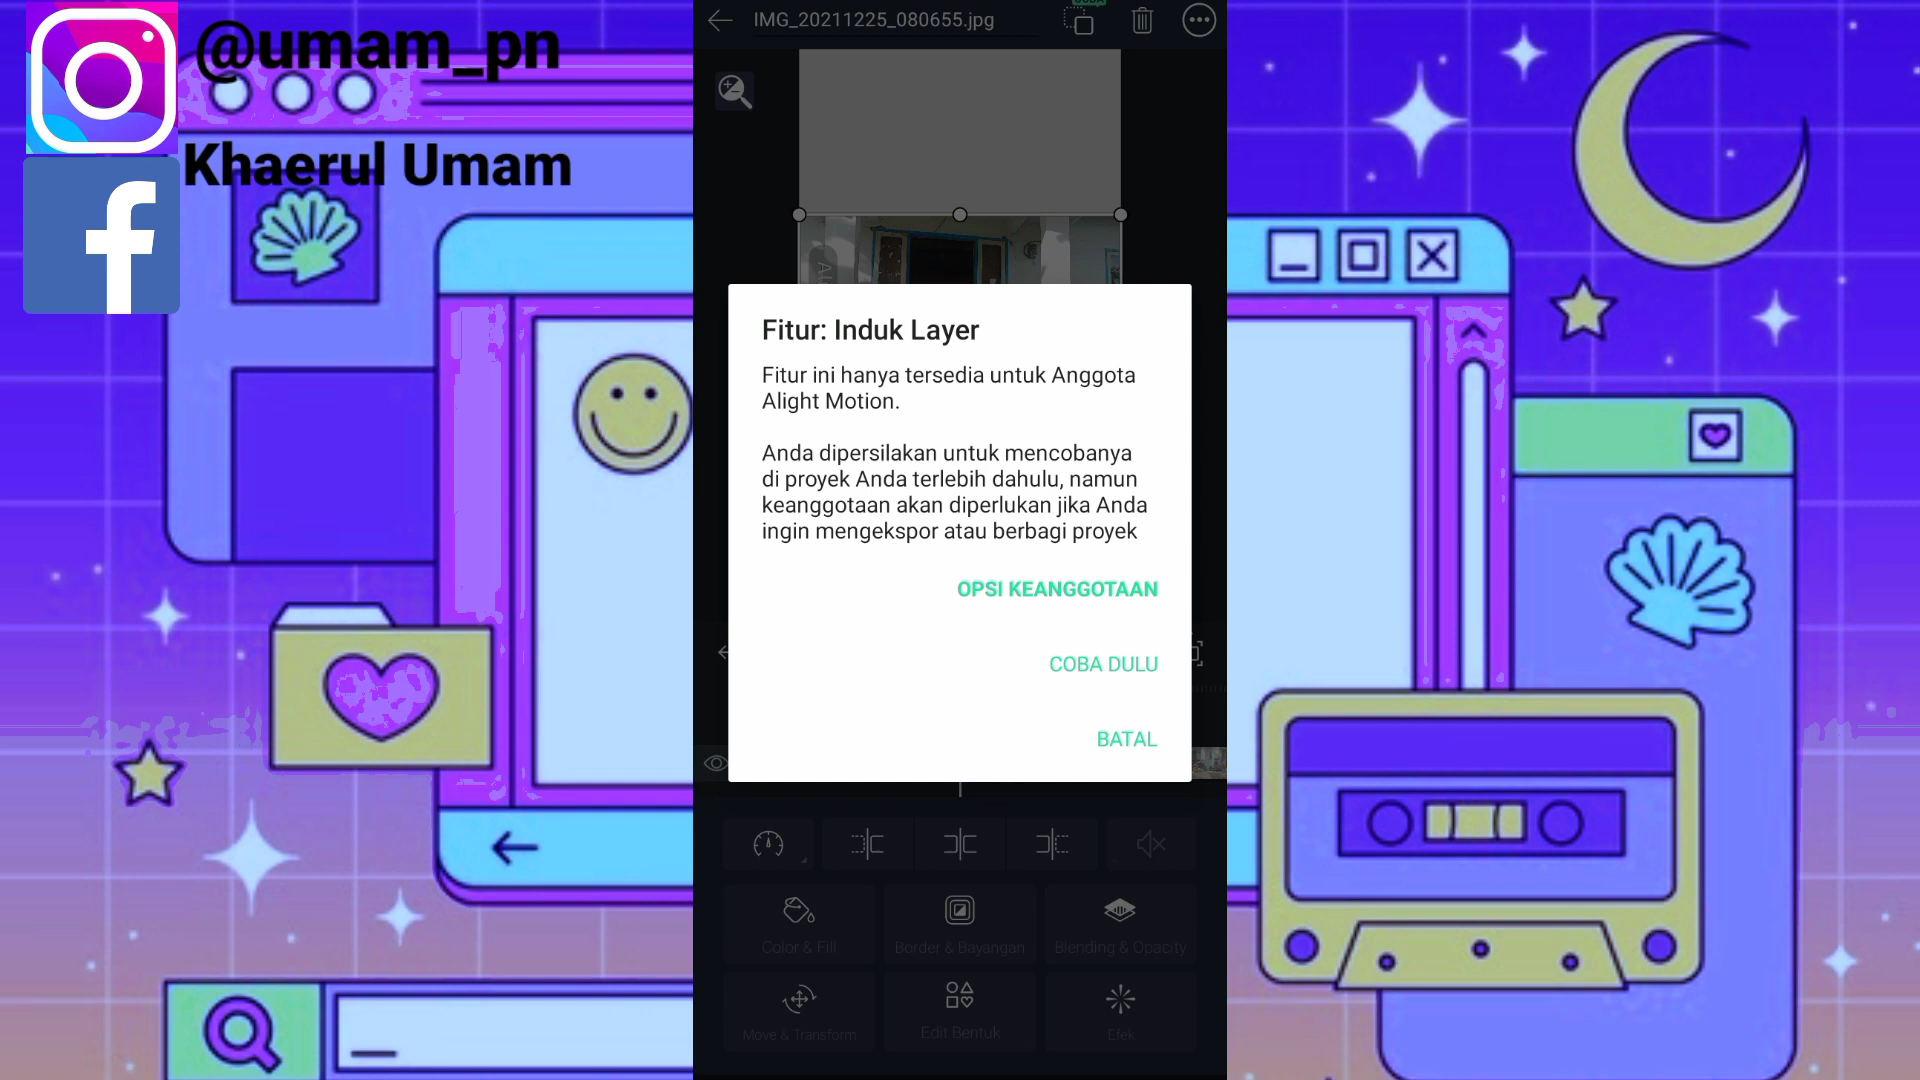 @umam_pn
Khaerul Umam
IMG_20211225_080655.jpg
Fitur: Induk Layer
Fitur ini hanya tersedia untuk Anggota
Alight Motion.
Anda dipersilakan untuk mencobanya
di proyek Anda terlebih dahulu, namun
keanggotaan akan diperlukan jika Anda
ingin mengekspor atau berbagi proyek
OPSI KEANGGOTAAN
COBA DULU
BATAL
Color & Fill
Border & Bayangan
Blending & Opacity
Move & Transform
Edit Bentuk
Efek